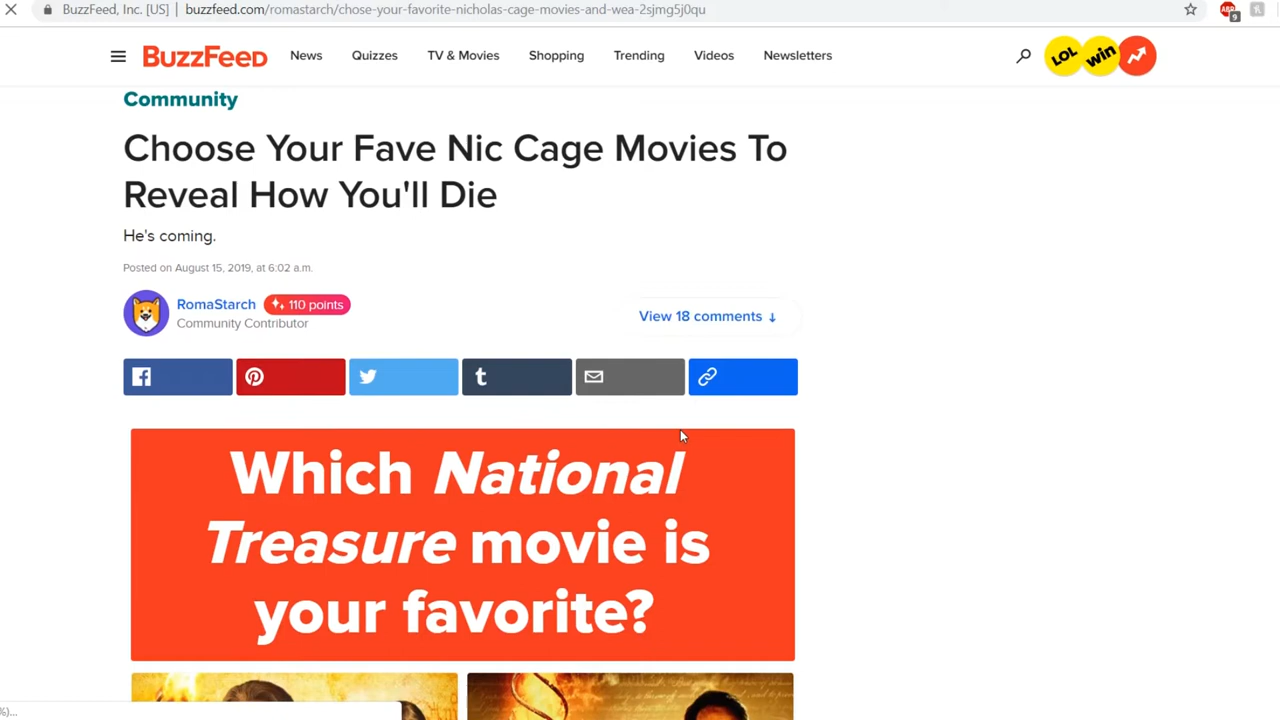 BuzzFeed, Inc. [US] | buzzfeed.com/romastarch/chose-your-favorite-nicholas-cage-movies-and-wea-2sjmg5j0qu
ABP
9
BuzzFeed News Quizzes TV & Movies Shopping Trending Videos Newsletters LOL win
Community
Choose Your Fave Nic Cage Movies To
Reveal How You'll Die
He's coming.
Posted on August 15, 2019, at 6:02 a.m.
RomaStarch 110 points
Community Contributor
View 18 comments ↓
Which National
Treasure movie is
your favorite?
%)...